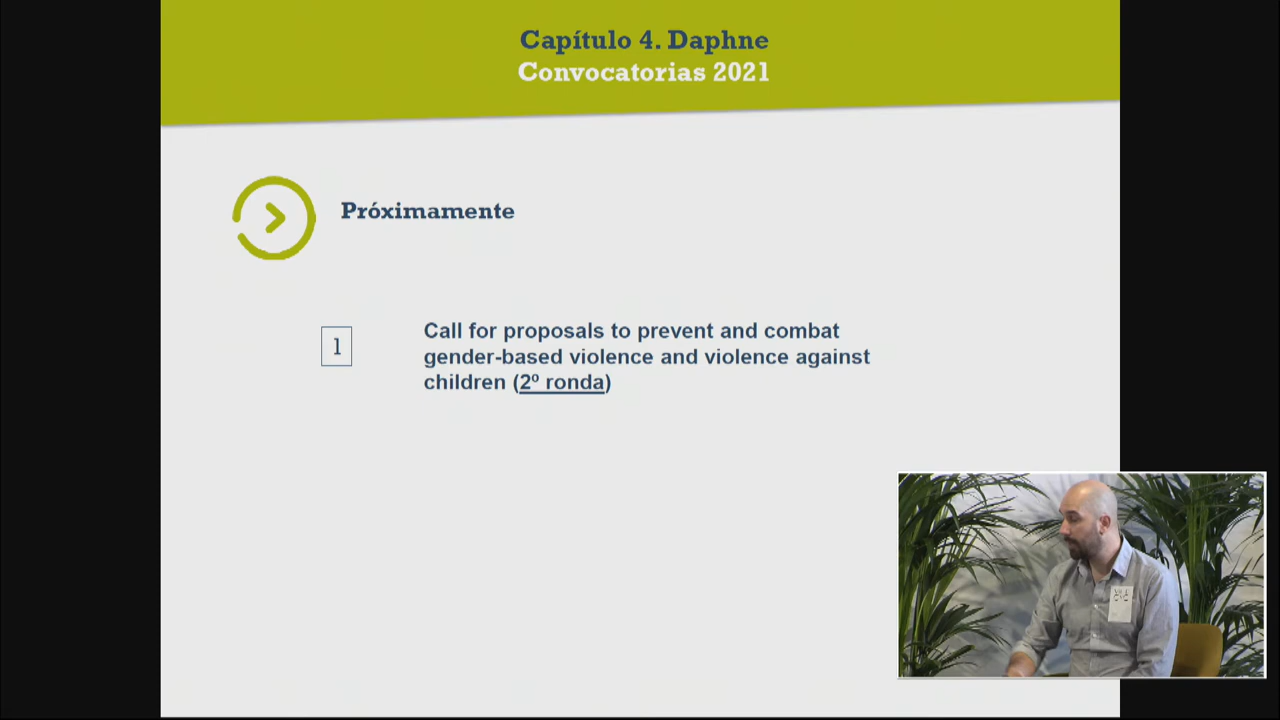 Capítulo 4. Daphne
Convocatorias 2021
Próximamente
1
Call for proposals to prevent and combat
gender-based violence and violence against
children (2º ronda)